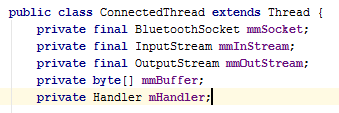 public class ConnectedThread extends Thread {
private final BluetoothSocket mmSocket;
private final InputStream mmInStream;
private final OutputStream mmOutStream;
private byte[] mmBuffer;
private Handler mHandler;